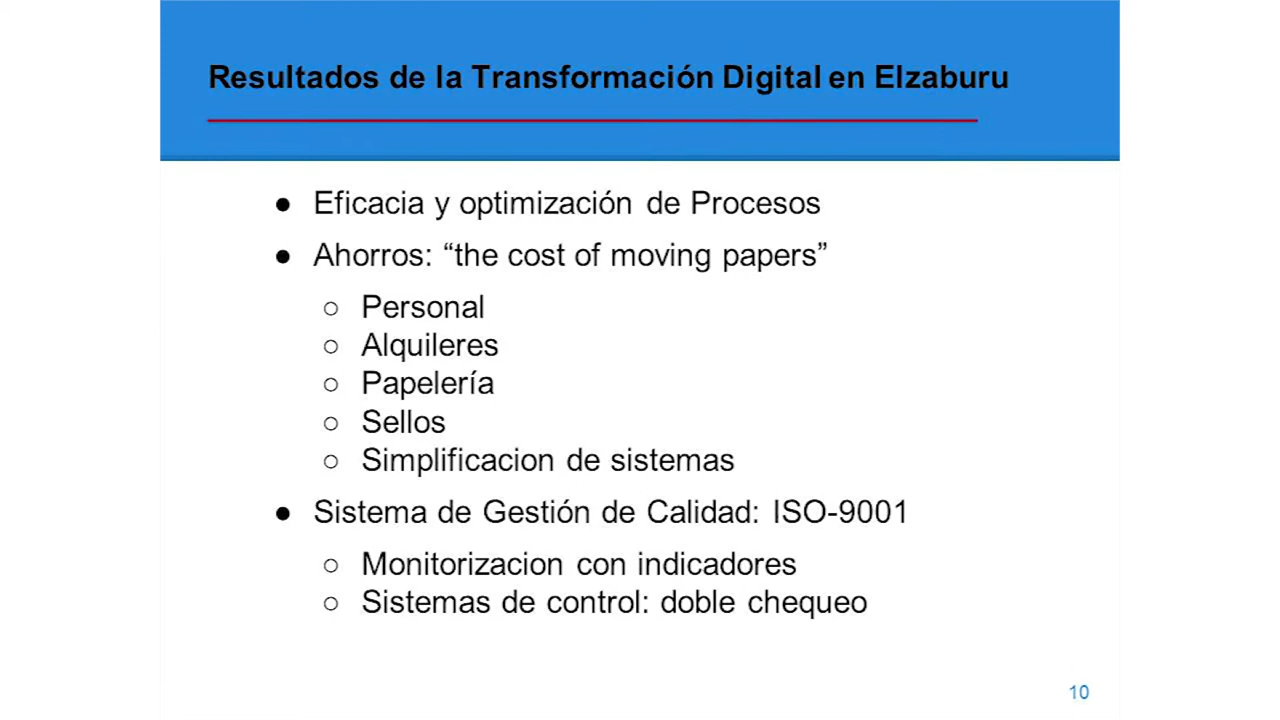 Resultados de la Transformación Digital en Elzaburu
● Eficacia y optimización de Procesos
● Ahorros: “the cost of moving papers”
○ Personal
○ Alquileres
○ Papelería
○ Sellos
○ Simplificacion de sistemas
● Sistema de Gestión de Calidad: ISO-9001
○ Monitorizacion con indicadores
○ Sistemas de control: doble chequeo
10